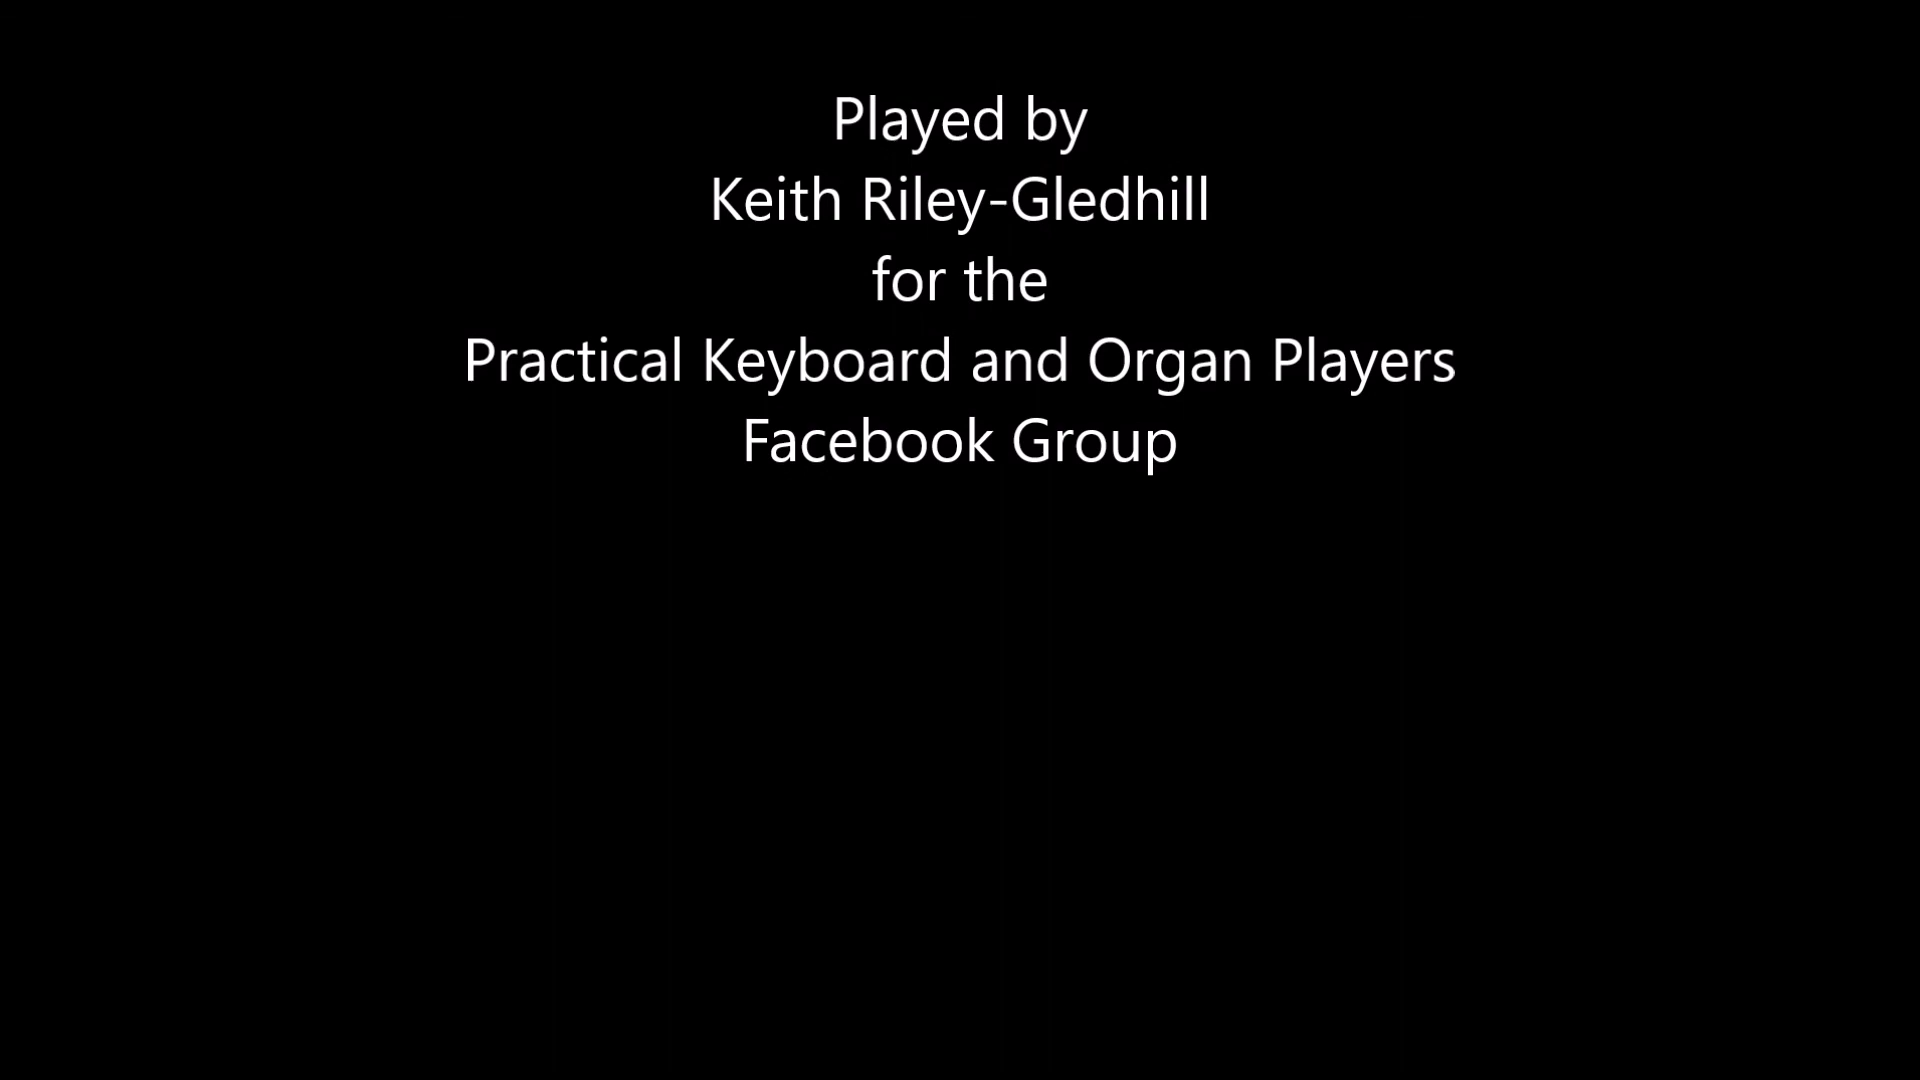 Played by
Keith Riley-Gledhill
for the
Practical Keyboard and Organ Players
Facebook Group